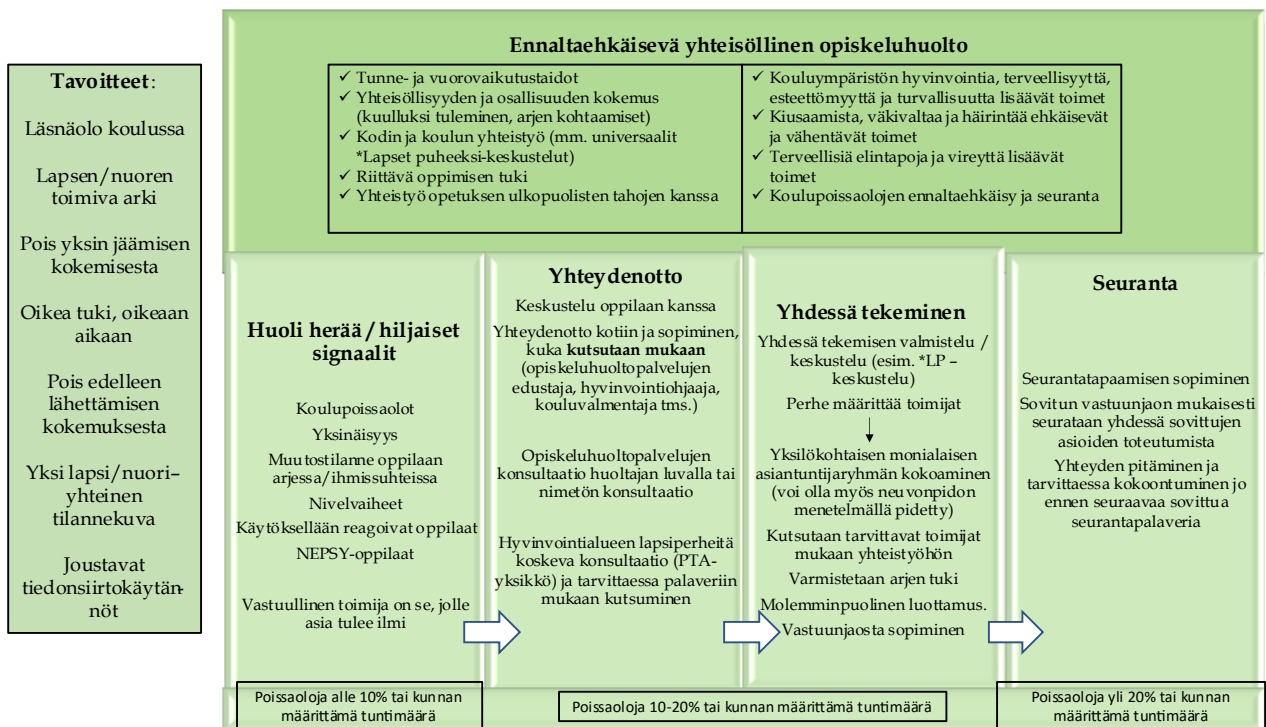 Tavoitteet:
Läsnäolo koulussa
Lapsen/nuoren
toimiva arki
Pois yksin jäämisen
kokemisesta
Oikea tuki, oikeaan
aikaan
Pois edelleen
lähettämisen
kokemuksesta
Yksi lapsi/nuori–
yhteinen
tilannekuva
Joustavat
tiedonsiirtokäytän-
nöt
Ennaltaehkäisevä yhteisöllinen opiskeluhuolto
✓ Tunne- ja vuorovaikutustaidot
✓ Yhteisöllisyyden ja osallisuuden kokemus
(kuulluksi tuleminen, arjen kohtaamiset)
✓ Kodin ja koulun yhteistyö (mm. universaalit
*Lapset puheeksi-keskustelut)
✓ Riittävä oppimisen tuki
✓ Yhteistyö opetuksen ulkopuolisten tahojen kanssa
✓ Kouluympäristön hyvinvointia, terveellisyyttä,
esteettömyyttä ja turvallisuutta lisäävät toimet
✓ Kiusaamista, väkivaltaa ja häirintää ehkäisevät
ja vähentävät toimet
✓ Terveellisiä elintapoja ja vireyttä lisäävät
toimet
✓ Koulupoissaolojen ennaltaehkäisy ja seuranta
Huoli herää / hiljaiset
signaalit
Koulupoissaolot
Yksinäisyys
Muutostilanne oppilaan
arjessa/ihmissuhteissa
Nivelvaiheet
Käytöksellään reagoivat oppilaat
NEPSY-oppilaat
Vastuullinen toimija on se, jolle
asia tulee ilmi
Yhteydenotto
Keskustelu oppilaan kanssa
Yhteydenotto kotiin ja sopiminen,
kuka kutsutaan mukaan
(opiskeluhuoltopalvelujen
edustaja, hyvinvointiohjaaja,
kouluvalmentaja tms.)
Opiskeluhuoltopalvelujen
konsultaatio huoltajan luvalla tai
nimetön konsultaatio
Hyvinvointialueen lapsiperheitä
koskeva konsultaatio (PTA-
yksikkö) ja tarvittaessa palaveriin
mukaan kutsuminen
Yhdessä tekeminen
Yhdessä tekemisen valmistelu /
keskustelu (esim. *LP –
keskustelu)
Perhe määrittää toimijat
Yksilökohtaisen monialaisen
asiantuntijaryhmän kokoaminen
(voi olla myös neuvonpidon
menetelmällä pidetty)
Kutsutaan tarvittavat toimijat
mukaan yhteistyöhön
Varmistetaan arjen tuki
Molemminpuolinen luottamus.
Vastuunjaosta sopiminen
Seuranta
Seurantatapaamisen sopiminen
Sovitun vastuunjaon mukaisesti
seurataan yhdessä sovittujen
asioiden toteutumista
Yhteyden pitäminen ja
tarvittaessa kokoontuminen jo
ennen seuraavaa sovittua
seurantapalaveria
Poissaoloja alle 10% tai kunnan
määrittämä tuntimäärä
Poissaoloja 10-20% tai kunnan määrittämä tuntimäärä
Poissaoloja yli 20% tai kunnan
määrittämä tuntimäärä